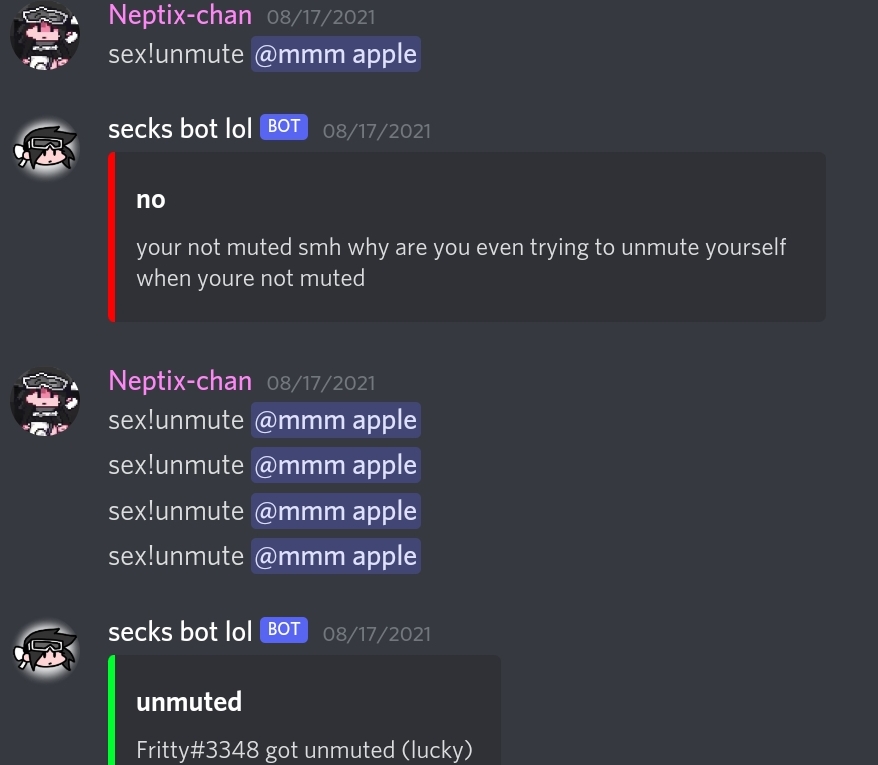 Neptix-chan 08/17/2021
sex!unmute @mmm apple
secks bot lol BOT 08/17/2021
no
your not muted smh why are you even trying to unmute yourself
when youre not muted
Neptix-chan 08/17/2021
sex!unmute @mmm apple
sex!unmute @mmm apple
sex!unmute @mmm apple
sex!unmute @mmm apple
secks bot lol BOT 08/17/2021
unmuted
Fritty#3348 got unmuted (lucky)